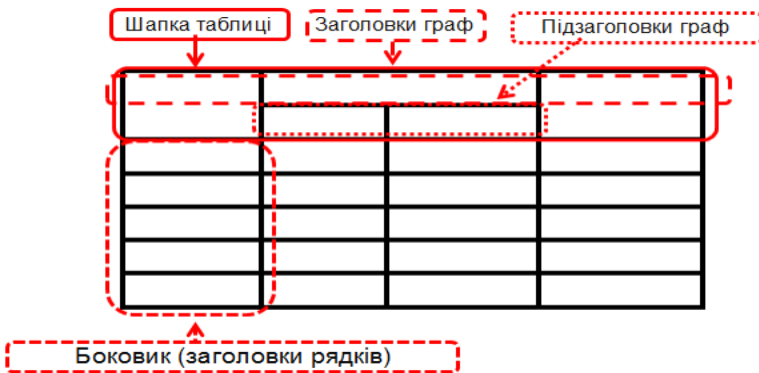 Шапка таблиці
Заголовки граф
Підзаголовки граф
Боковик (заголовки рядків)